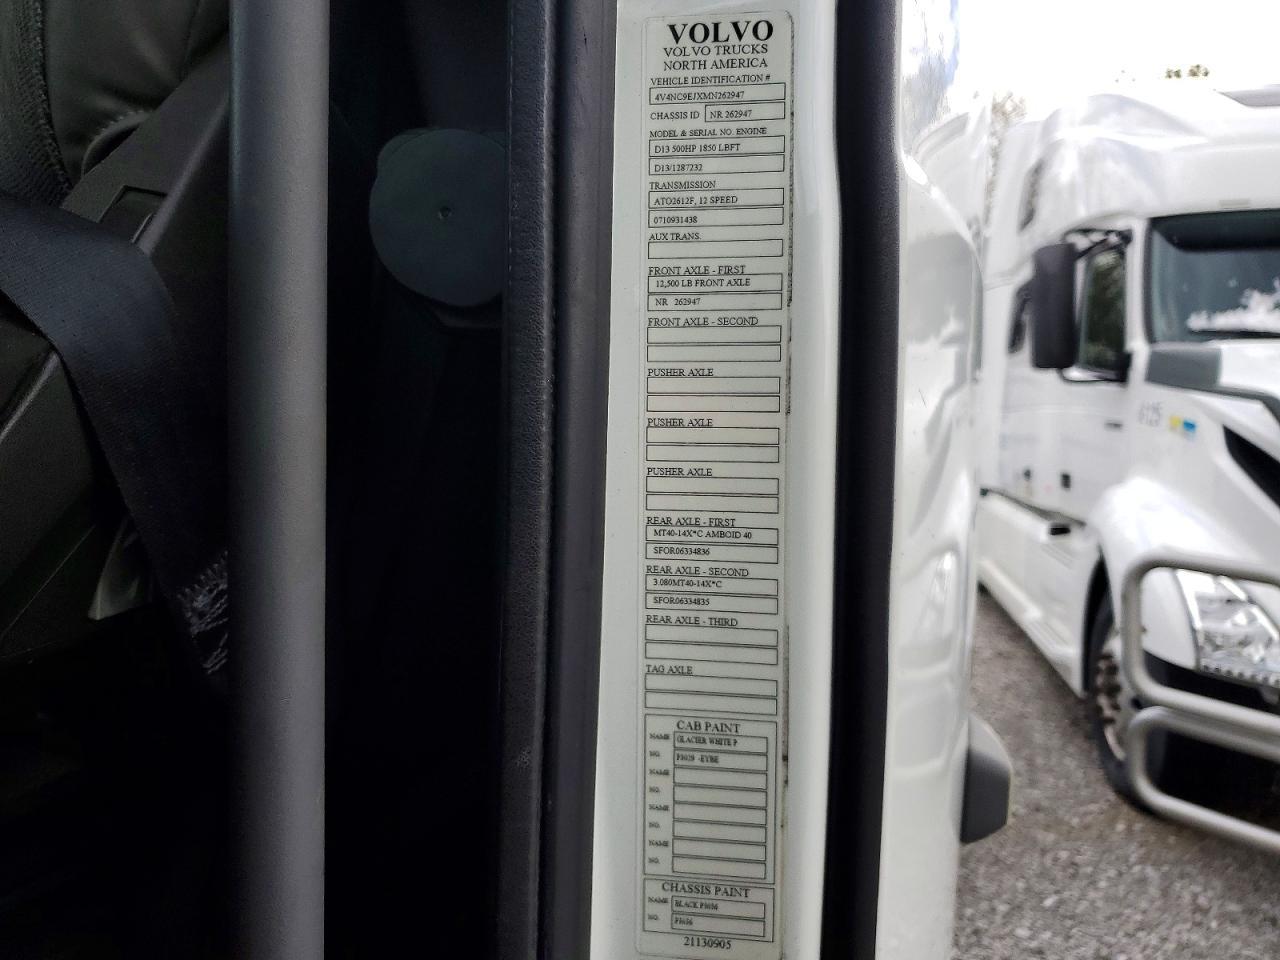 VOLVO
VOLVO TRUCKS
NORTH AMERICA
VEHICLE IDENTIFICATION #
4V4NC9EJXMN262947
CHASSIS ID NR 262947
MODEL & SERIAL NO. ENGINE
D13 500HP 1850 LBFT
D13/1287232
TRANSMISSION
ATO2612F, 12 SPEED
0710931438
AUX TRANS.
FRONT AXLE - FIRST
12,500 LB FRONT AXLE
NR 262947
FRONT AXLE - SECOND
PUSHER AXLE
PUSHER AXLE
PUSHER AXLE
REAR AXLE - FIRST
MT40-14X*C AMBOID 40
SFOR06334836
REAR AXLE - SECOND
3.080MT40-14X*C
SFOR06334835
REAR AXLE - THIRD
TAG AXLE
CAB PAINT
NAME GLACIER WHITE P
NO. P3029 -EYBE
NAME
NO.
NAME
NO.
NAME
NO.
CHASSIS PAINT
NAME BLACK P3036
NO. P3036
21130905